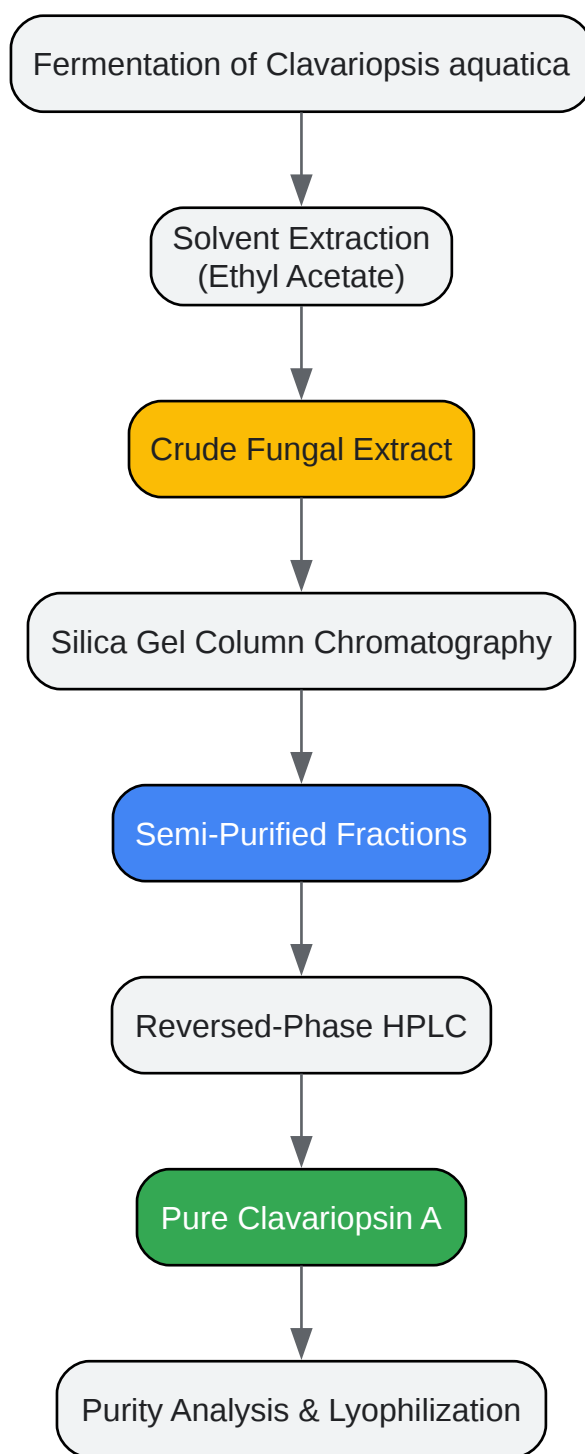 Fermentation of Clavariopsis aquatica
Solvent Extraction
(Ethyl Acetate)
Crude Fungal Extract
Silica Gel Column Chromatography
Semi-Purified Fractions
Reversed-Phase HPLC
Pure Clavariopsin A
Purity Analysis & Lyophilization